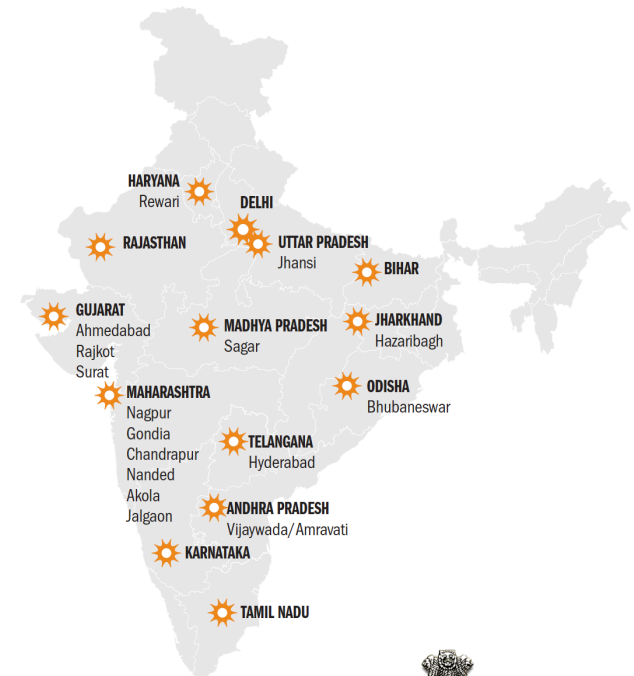 HARYANA
Rewari
DELHI
RAJASTHAN
UTTAR PRADESH
Jhansi
BIHAR
GUJARAT
Ahmedabad
Rajkot
Surat
MADHYA PRADESH
Sagar
JHARKHAND
Hazaribagh
MAHARASHTRA
Nagpur
Gondia
Chandrapur
Nanded
Akola
Jalgaon
ODISHA
Bhubaneswar
TELANGANA
Hyderabad
ANDHRA PRADESH
Vijaywada/Amravati
KARNATAKA
TAMIL NADU